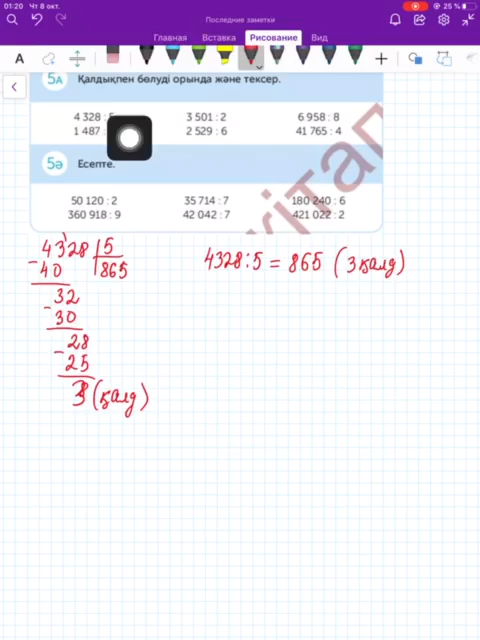 01:20 Чт 8 окт. 25 %
Последние заметки
Главная Вставка Рисование Вид
A
5А Қалдықпен бөлуді орында және тексер.
4 328 : 5 3 501 : 2 6 958 : 8
1 487 : 2 529 : 6 41 765 : 4
5ә Есепте.
50 120 : 2 35 714 : 7 180 240 : 6
360 918 : 9 42 042 : 7 421 022 : 2
кітап
4328 5
- 40 865
32
- 30
28
- 25
3 (қалд)
4328 : 5 = 865 (3 қалд)